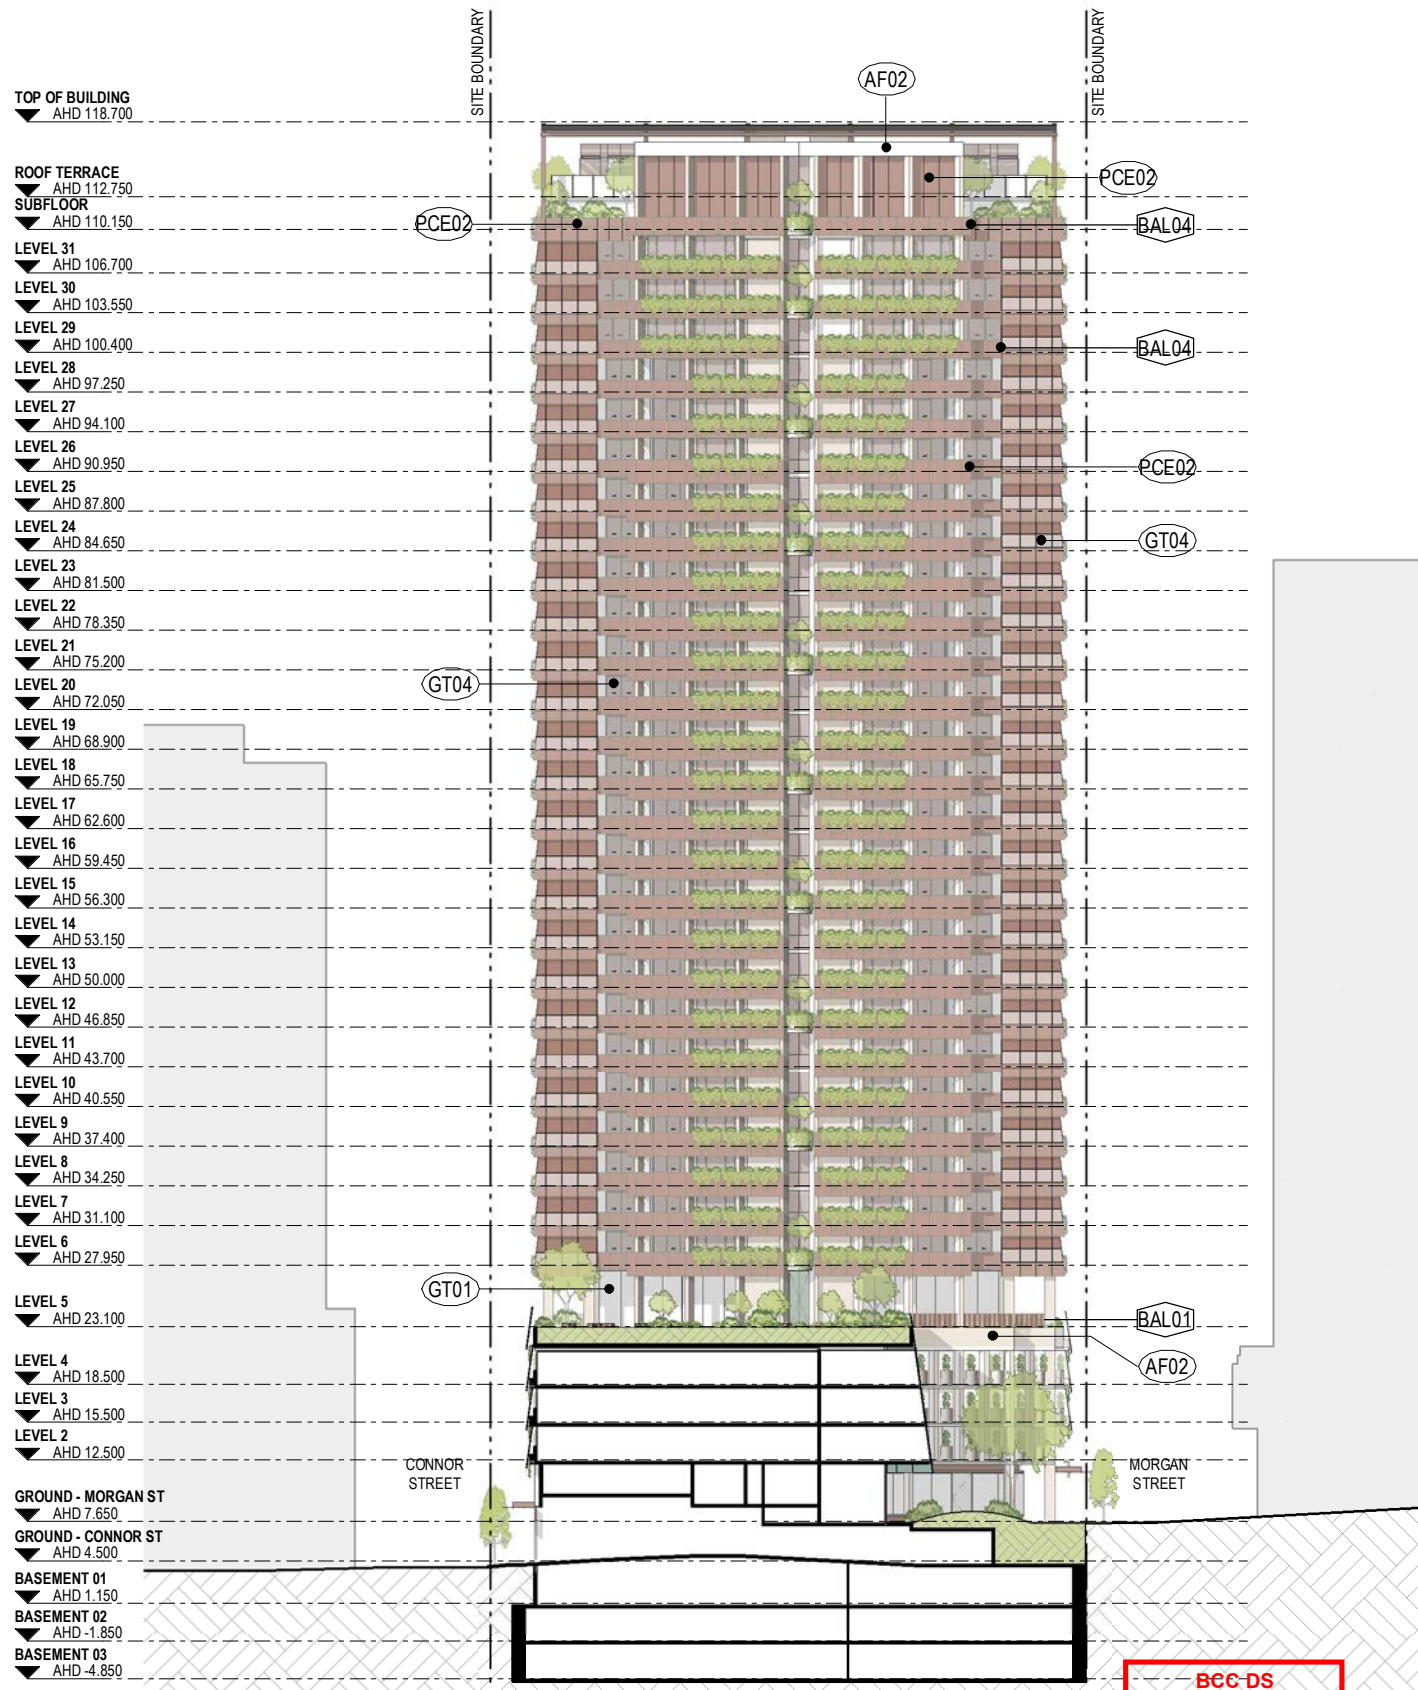 SITE BOUNDARY
SITE BOUNDARY
AF02
TOP OF BUILDING
AHD 118.700
ROOF TERRACE
AHD 112.750
PCE02
SUBFLOOR
AHD 110.150
PCE02
BAL04
LEVEL 31
AHD 106.700
LEVEL 30
AHD 103.550
LEVEL 29
AHD 100.400
BAL04
LEVEL 28
AHD 97.250
LEVEL 27
AHD 94.100
LEVEL 26
AHD 90.950
PCE02
LEVEL 25
AHD 87.800
LEVEL 24
AHD 84.650
GT04
LEVEL 23
AHD 81.500
LEVEL 22
AHD 78.350
LEVEL 21
AHD 75.200
LEVEL 20
AHD 72.050
GT04
LEVEL 19
AHD 68.900
LEVEL 18
AHD 65.750
LEVEL 17
AHD 62.600
LEVEL 16
AHD 59.450
LEVEL 15
AHD 56.300
LEVEL 14
AHD 53.150
LEVEL 13
AHD 50.000
LEVEL 12
AHD 46.850
LEVEL 11
AHD 43.700
LEVEL 10
AHD 40.550
LEVEL 9
AHD 37.400
LEVEL 8
AHD 34.250
LEVEL 7
AHD 31.100
LEVEL 6
AHD 27.950
GT01
LEVEL 5
AHD 23.100
BAL01
LEVEL 4
AHD 18.500
AF02
LEVEL 3
AHD 15.500
LEVEL 2
AHD 12.500
CONNOR
STREET
MORGAN
STREET
GROUND - MORGAN ST
AHD 7.650
GROUND - CONNOR ST
AHD 4.500
BASEMENT 01
AHD 1.150
BASEMENT 02
AHD -1.850
BASEMENT 03
AHD -4.850
BCC DS